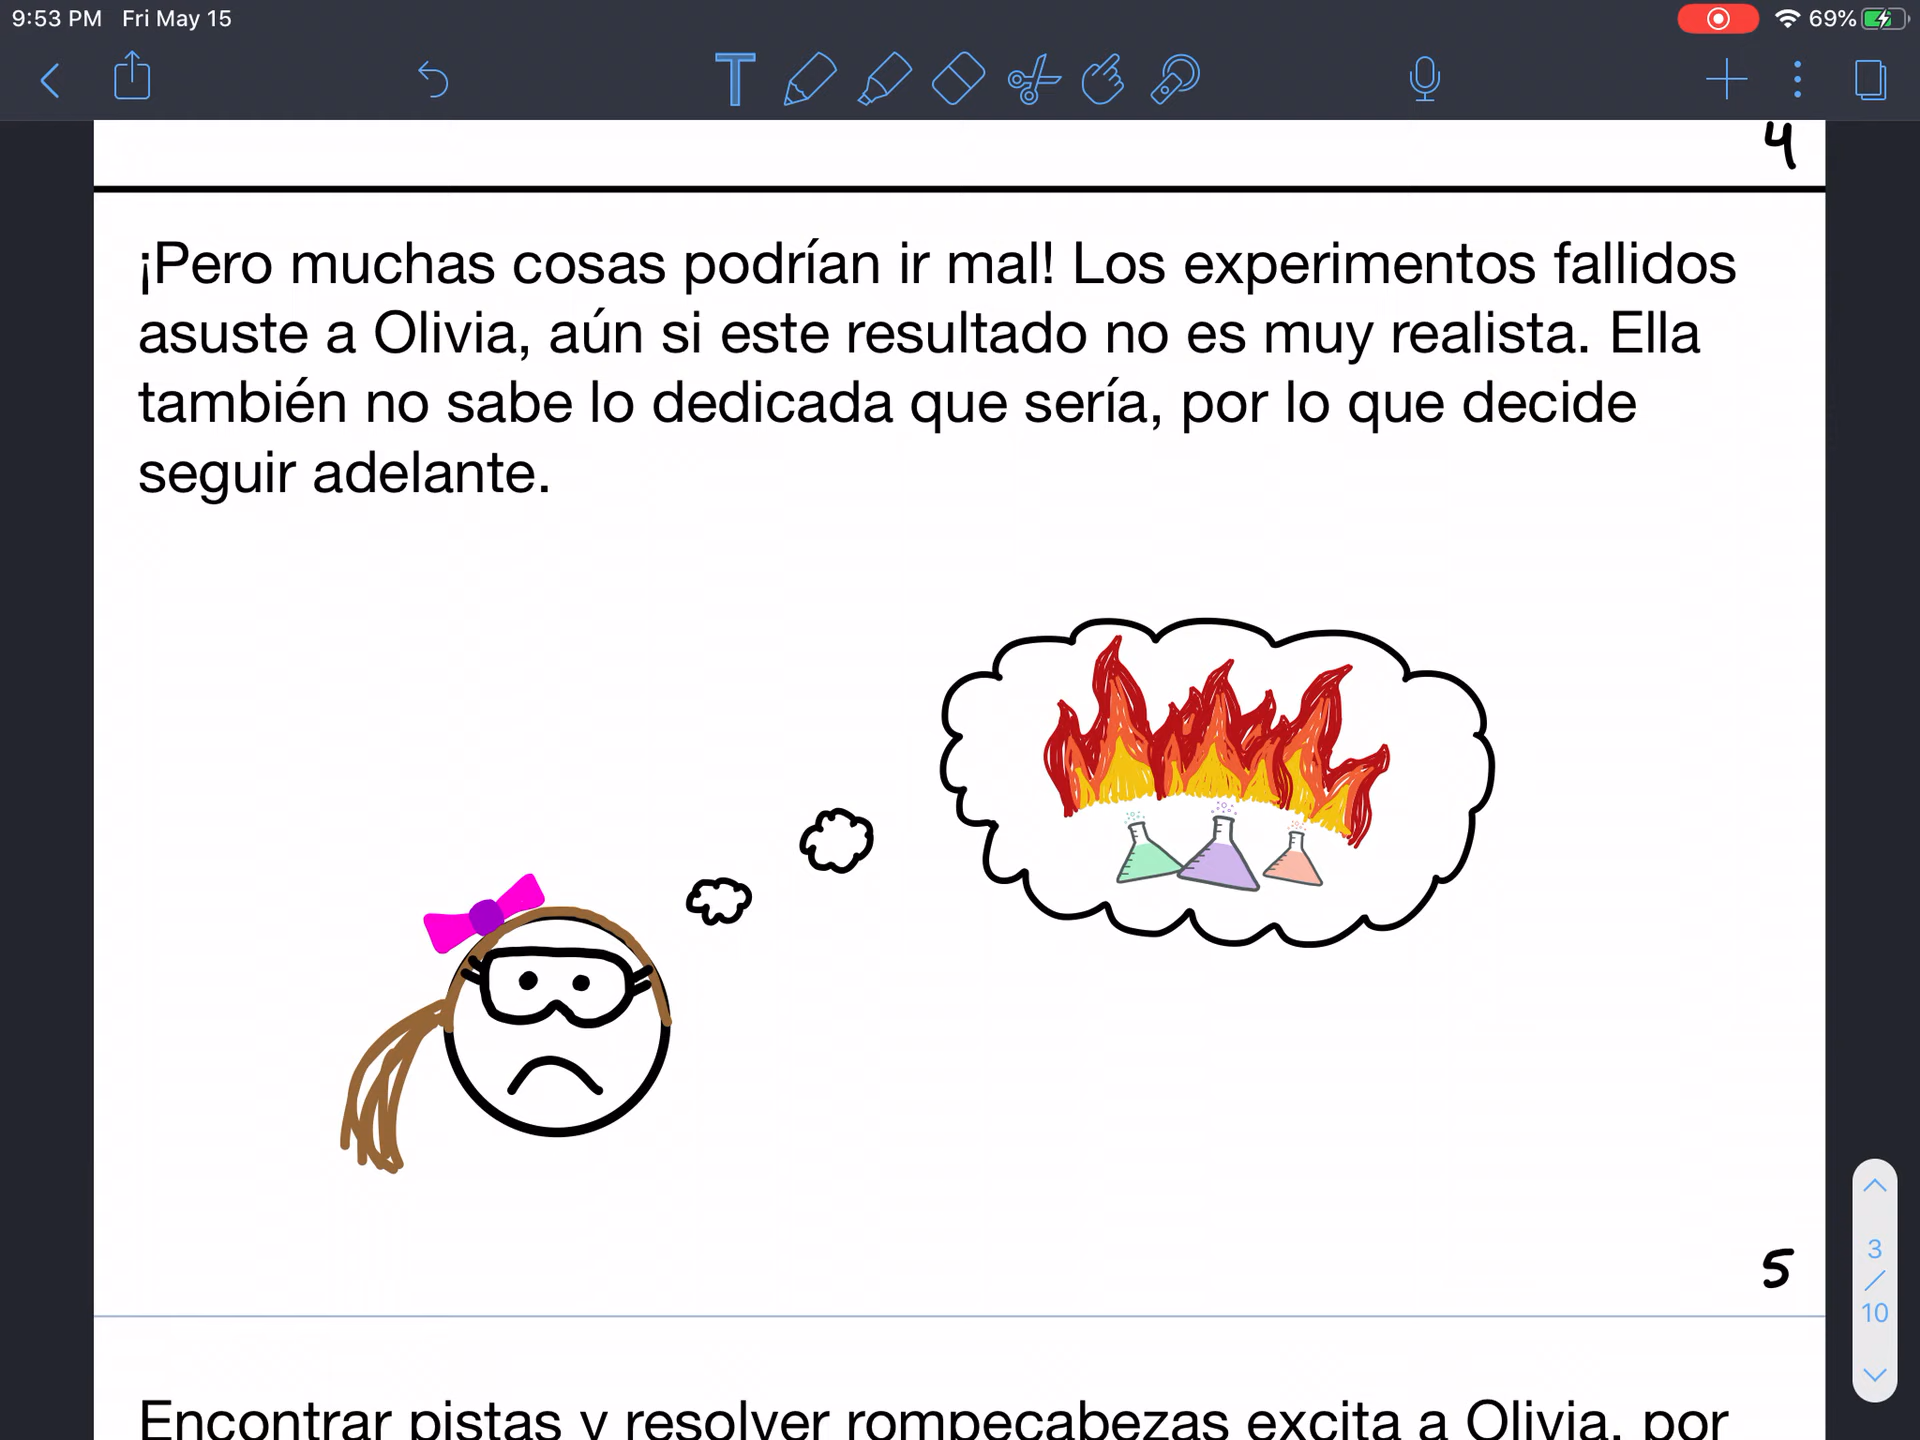 9:53 PM Fri May 15
69%
4
¡Pero muchas cosas podrían ir mal! Los experimentos fallidos
asuste a Olivia, aún si este resultado no es muy realista. Ella
también no sabe lo dedicada que sería, por lo que decide
seguir adelante.
5
3
/
10
Encontrar pistas y resolver rompecabezas excita a Olivia, por